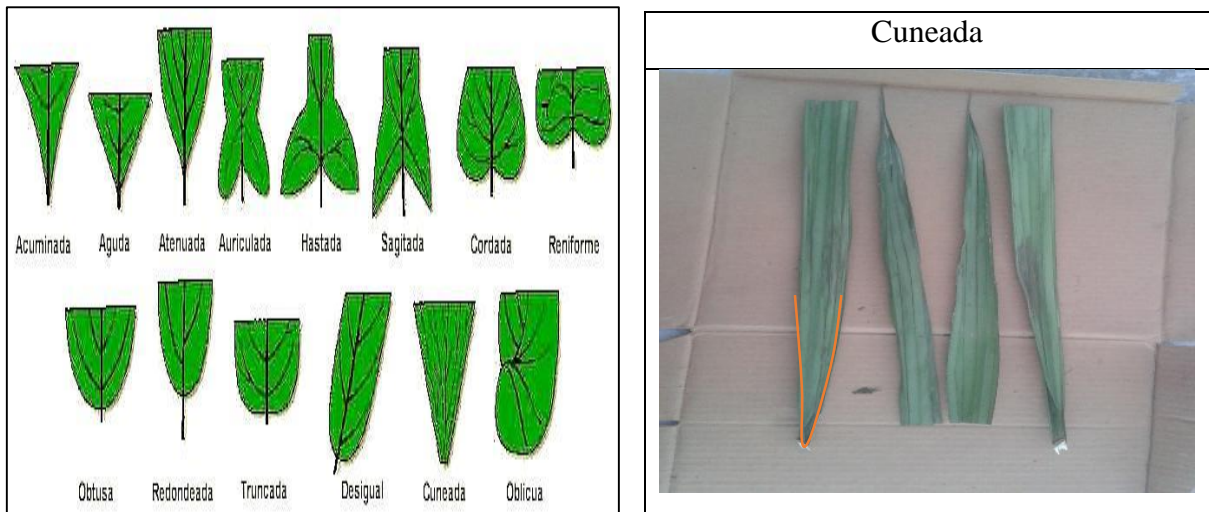 Acuminada Aguda Atenuada Auriculada Hastada Sagitada Cordada Reniforme
Obtusa Redondeada Truncada Desigual Cuneada Oblicua
Cuneada